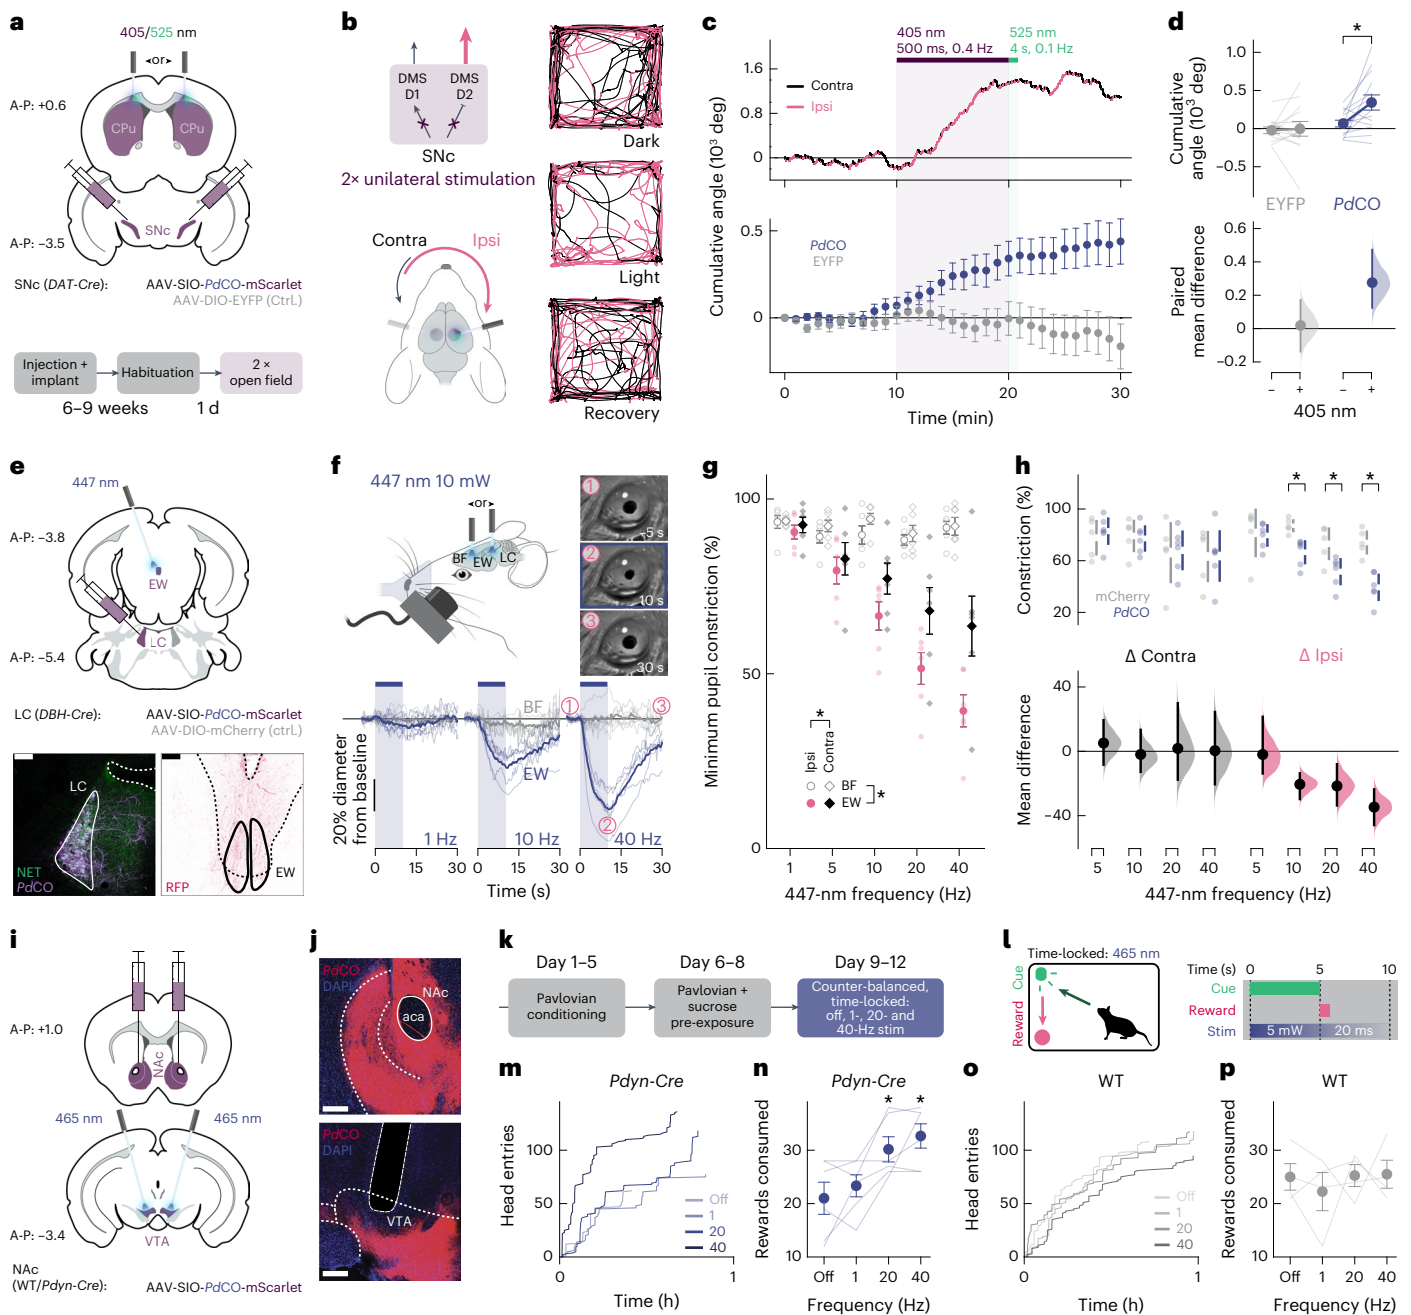 a
405/525 nm
or
A-P: +0.6
CPu
CPu
A-P: −3.5
SNc
SNc (DAT-Cre):
AAV-SIO-PdCO-mScarlet
AAV-DIO-EYFP (Ctrl.)
Injection +
implant
Habituation
2 ×
open field
6–9 weeks
1 d
b
DMS
D1
DMS
D2
SNc
2× unilateral stimulation
Contra
Ipsi
Dark
Light
Recovery
c
405 nm
500 ms, 0.4 Hz
525 nm
4 s, 0.1 Hz
Contra
Ipsi
1.6
0.8
0
PdCO
EYFP
0.5
0
Cumulative angle (10³ deg)
0
10
20
30
Time (min)
d
*
Cumulative
angle (10³ deg)
1.0
0.5
0
−0.5
EYFP
PdCO
Paired
mean difference
0.6
0.4
0.2
0
−0.2
−
+
−
+
405 nm
e
447 nm
A-P: −3.8
EW
LC
A-P: −5.4
LC (DBH-Cre):
AAV-SIO-PdCO-mScarlet
AAV-DIO-mCherry (ctrl.)
LC
NET
PdCO
RFP
EW
f
447 nm 10 mW
or
BF
EW
LC
1
−5 s
2
10 s
3
30 s
20% diameter
from baseline
BF
EW
1
2
3
1 Hz
10 Hz
40 Hz
0
15
30
0
15
30
0
15
30
Time (s)
g
Minimum pupil constriction (%)
100
50
0
*
Ipsi
Contra
BF
EW
*
1
5
10
20
40
447-nm frequency (Hz)
h
Constriction (%)
100
60
20
* * *
mCherry
PdCO
Δ Contra
Δ Ipsi
Mean difference
40
0
−40
5
10
20
40
5
10
20
40
447-nm frequency (Hz)
i
A-P: +1.0
NAc
465 nm
465 nm
A-P: −3.4
VTA
NAc
(WT/Pdyn-Cre):
AAV-SIO-PdCO-mScarlet
j
PdCO
DAPI
NAc
aca
PdCO
DAPI
VTA
k
Day 1–5
Day 6–8
Day 9–12
Pavlovian
conditioning
Pavlovian +
sucrose
pre-exposure
Counter-balanced,
time-locked:
off, 1-, 20- and
40-Hz stim
l
Time-locked: 465 nm
Cue
Reward
Time (s)
0
5
10
Cue
Reward
Stim
5 mW
20 ms
m
Pdyn-Cre
Head entries
100
50
0
Off
1
20
40
0
1
Time (h)
n
Pdyn-Cre
* *
Rewards consumed
30
20
10
Off
1
20
40
Frequency (Hz)
o
WT
Head entries
100
50
0
Off
1
20
40
0
1
Time (h)
p
WT
Rewards consumed
30
20
10
Off
1
20
40
Frequency (Hz)